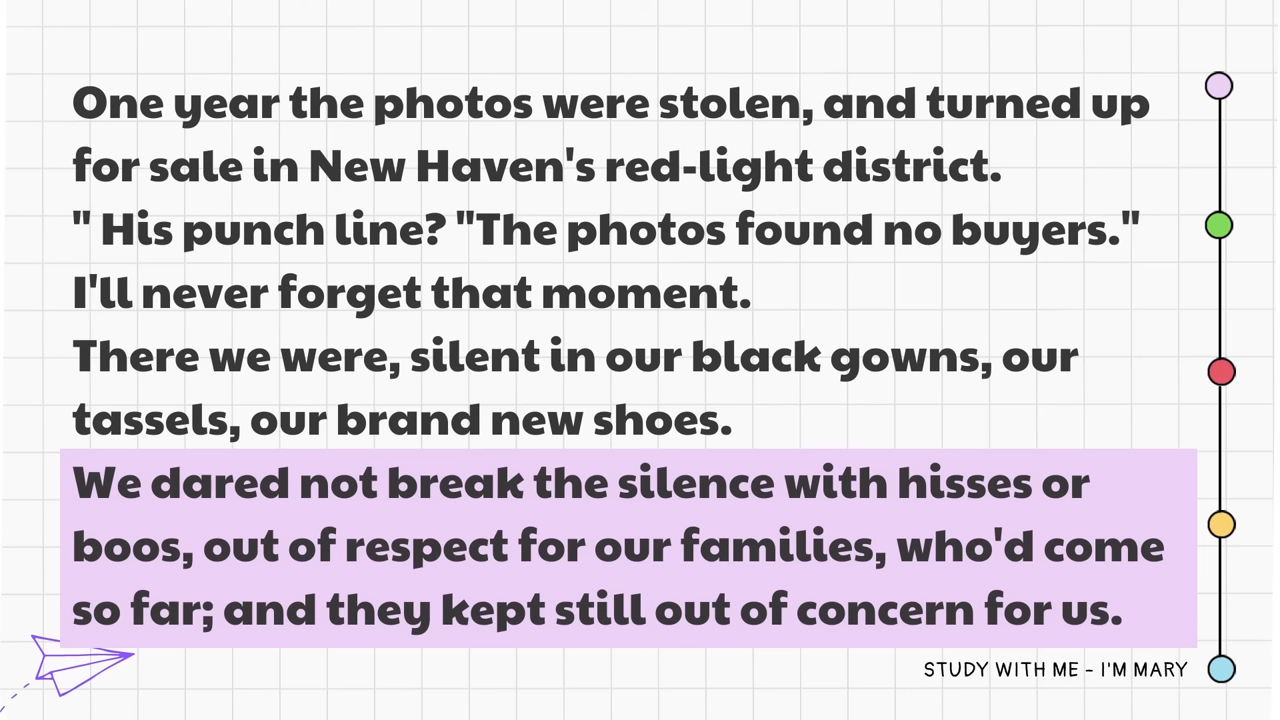 One year the photos were stolen, and turned up
for sale in New Haven's red-light district.
" His punch line? "The photos found no buyers."
I'll never forget that moment.
There we were, silent in our black gowns, our
tassels, our brand new shoes.
We dared not break the silence with hisses or
boos, out of respect for our families, who'd come
so far; and they kept still out of concern for us.
STUDY WITH ME - I'M MARY